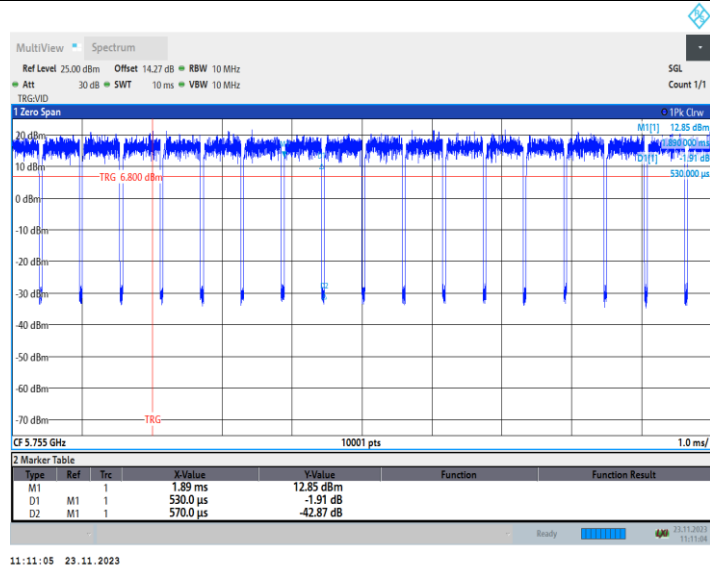 MultiView Spectrum
Ref Level 25.00 dBm Offset 14.27 dB RBW 10 MHz SGL
Att 30 dB SWT 10 ms VBW 10 MHz Count 1/1
TRG:VID
1 Zero Span 1Pk Clrw
M1[1] 12.85 dBm
20 dBm
1.890000 ms
D1[1] -1.91 dB
10 dBm
530.000 µs
TRG 6.800 dBm
0 dBm
-10 dBm
-20 dBm
D2
-30 dBm
-40 dBm
-50 dBm
-60 dBm
-70 dBm
TRG
CF 5.755 GHz 10001 pts 1.0 ms/
2 Marker Table
Type Ref Trc X-Value Y-Value Function Function Result
M1 1 1.89 ms 12.85 dBm
D1 M1 1 530.0 µs -1.91 dB
D2 M1 1 570.0 µs -42.87 dB
Ready 23.11.2023
11:11:04
11:11:05 23.11.2023